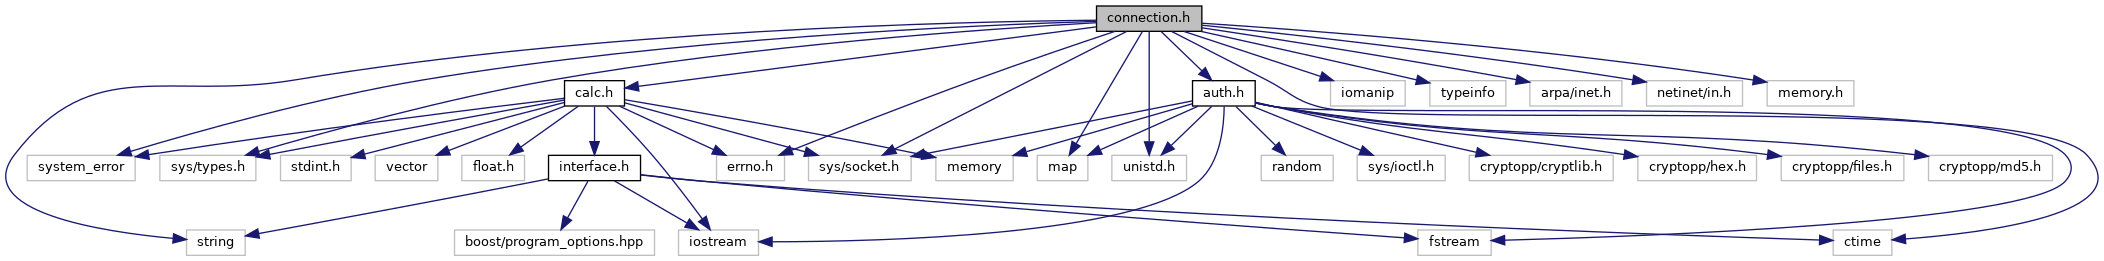 connection.h
calc.h
auth.h
iomanip
typeinfo
arpa/inet.h
netinet/in.h
memory.h
system_error
sys/types.h
stdint.h
vector
float.h
interface.h
errno.h
sys/socket.h
memory
map
unistd.h
random
sys/ioctl.h
cryptopp/cryptlib.h
cryptopp/hex.h
cryptopp/files.h
cryptopp/md5.h
string
boost/program_options.hpp
iostream
fstream
ctime